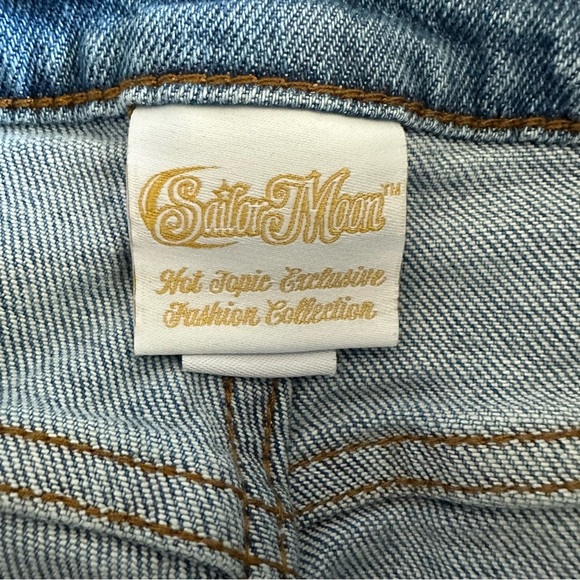 Sailor Moon™
Hot Topic Exclusive
Fashion Collection